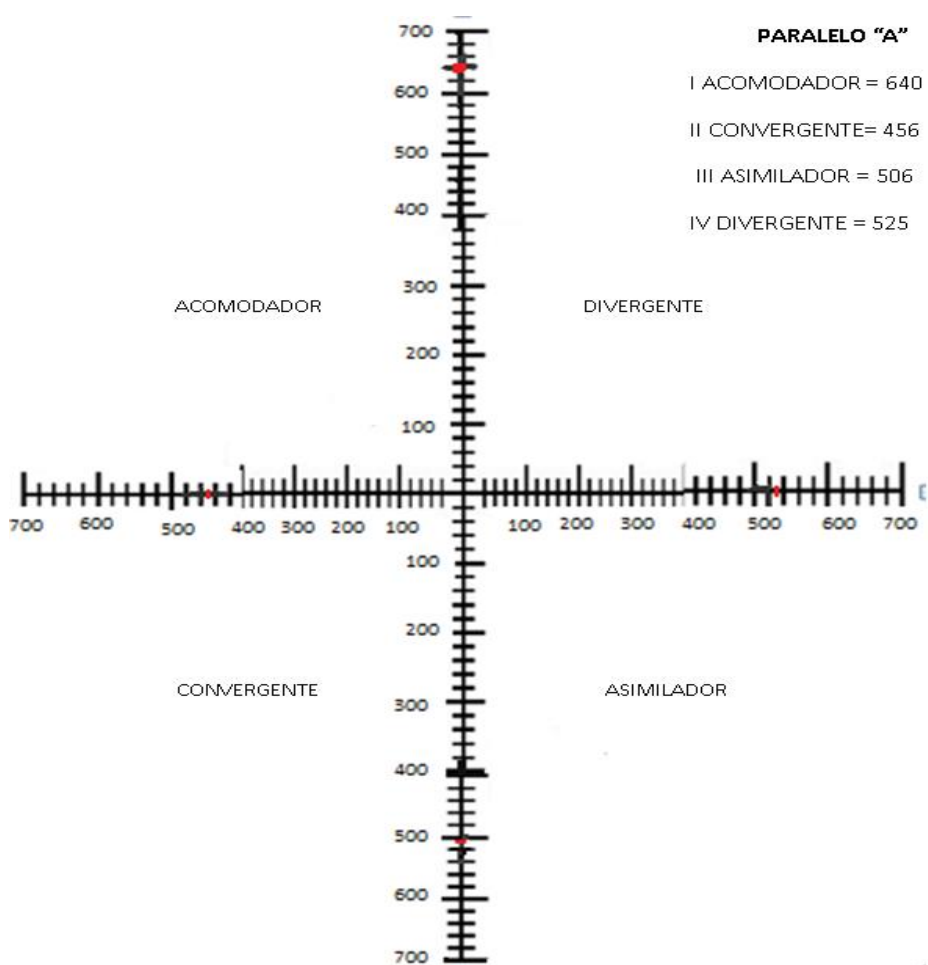 700
PARALELO “A”
I ACOMODADOR = 640
600
II CONVERGENTE= 456
500
III ASIMILADOR = 506
400
IV DIVERGENTE = 525
300
ACOMODADOR
DIVERGENTE
200
100
700 600 500 400 300 200 100 100 200 300 400 500 600 700
100
200
CONVERGENTE
ASIMILADOR
300
400
500
600
700